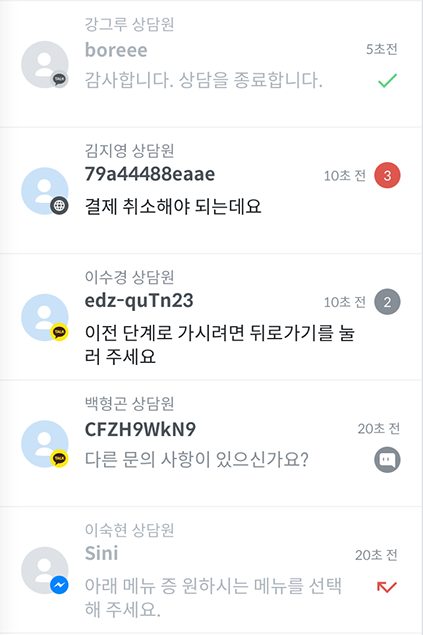 강그루 상담원
boreee
5초전
감사합니다. 상담을 종료합니다.
김지영 상담원
79a44488eaae
10초 전
3
결제 취소해야 되는데요
이수경 상담원
edz-quTn23
10초 전
2
이전 단계로 가시려면 뒤로가기를 눌
러 주세요
백형곤 상담원
CFZH9WkN9
20초 전
다른 문의 사항이 있으신가요?
이숙현 상담원
Sini
20초 전
아래 메뉴 증 원하시는 메뉴를 선택
해 주세요.